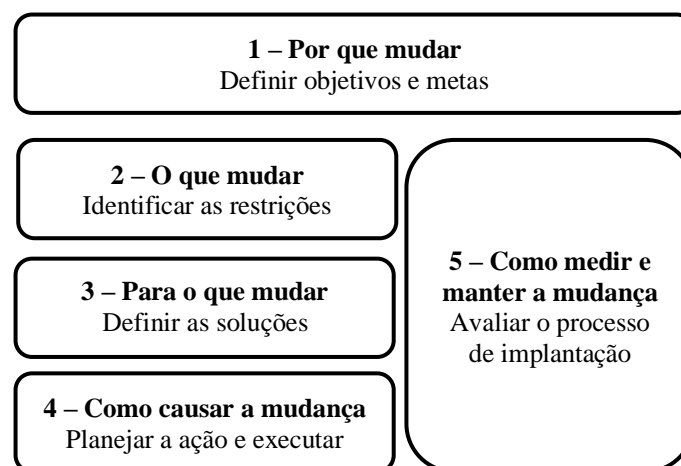 1 – Por que mudar
Definir objetivos e metas
2 – O que mudar
Identificar as restrições
3 – Para o que mudar
Definir as soluções
4 – Como causar a mudança
Planejar a ação e executar
5 – Como medir e
manter a mudança
Avaliar o processo
de implantação